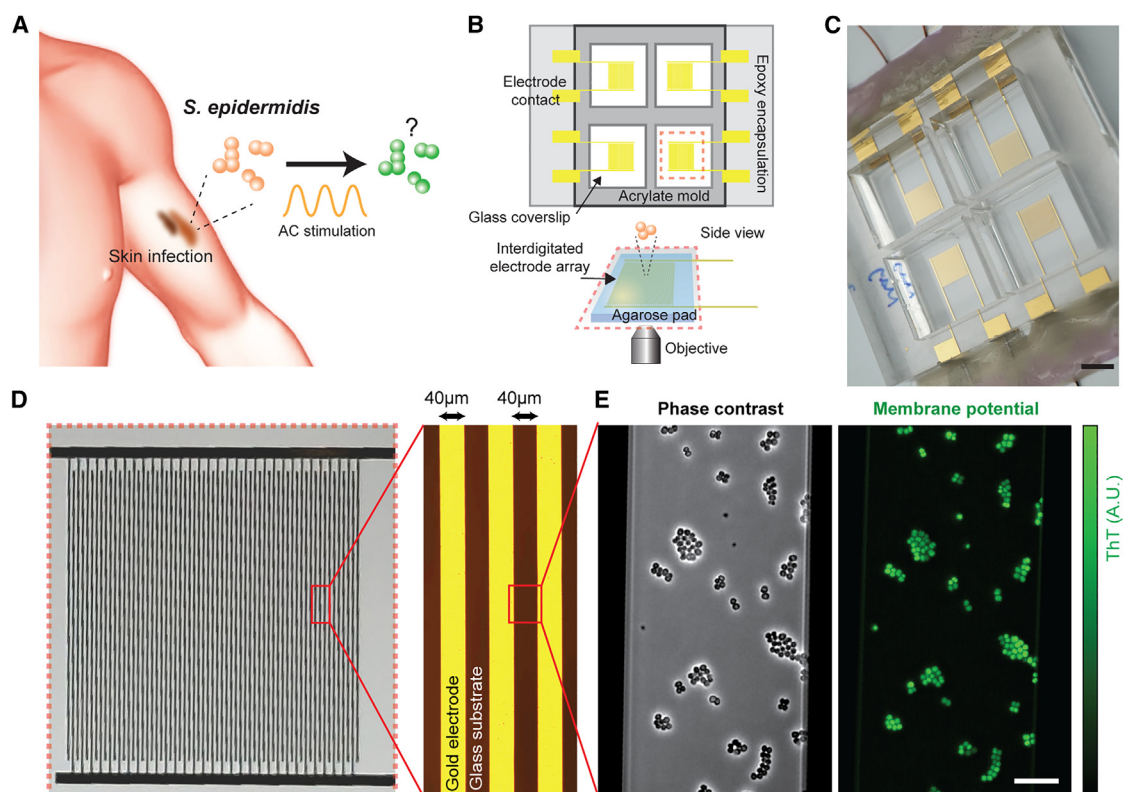 A
S. epidermidis
?
AC stimulation
Skin infection
B
Electrode
contact
Epoxy encapsulation
Acrylate mold
Glass coverslip
Side view
Interdigitated
electrode array
Agarose pad
Objective
C
D
40μm
40μm
Gold electrode
Glass substrate
E
Phase contrast
Membrane potential
ThT (A.U.)